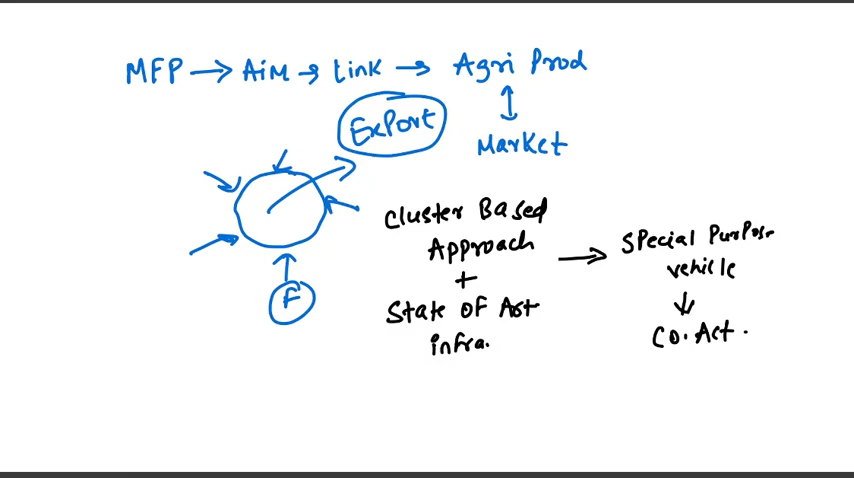 MFP → AiM → Link → Agri Prod
↕
Market
Export
Cluster Based
Approach
+
State Of Art
infra.
→ Special Purpose
vehicle
↓
Co. Act.
F